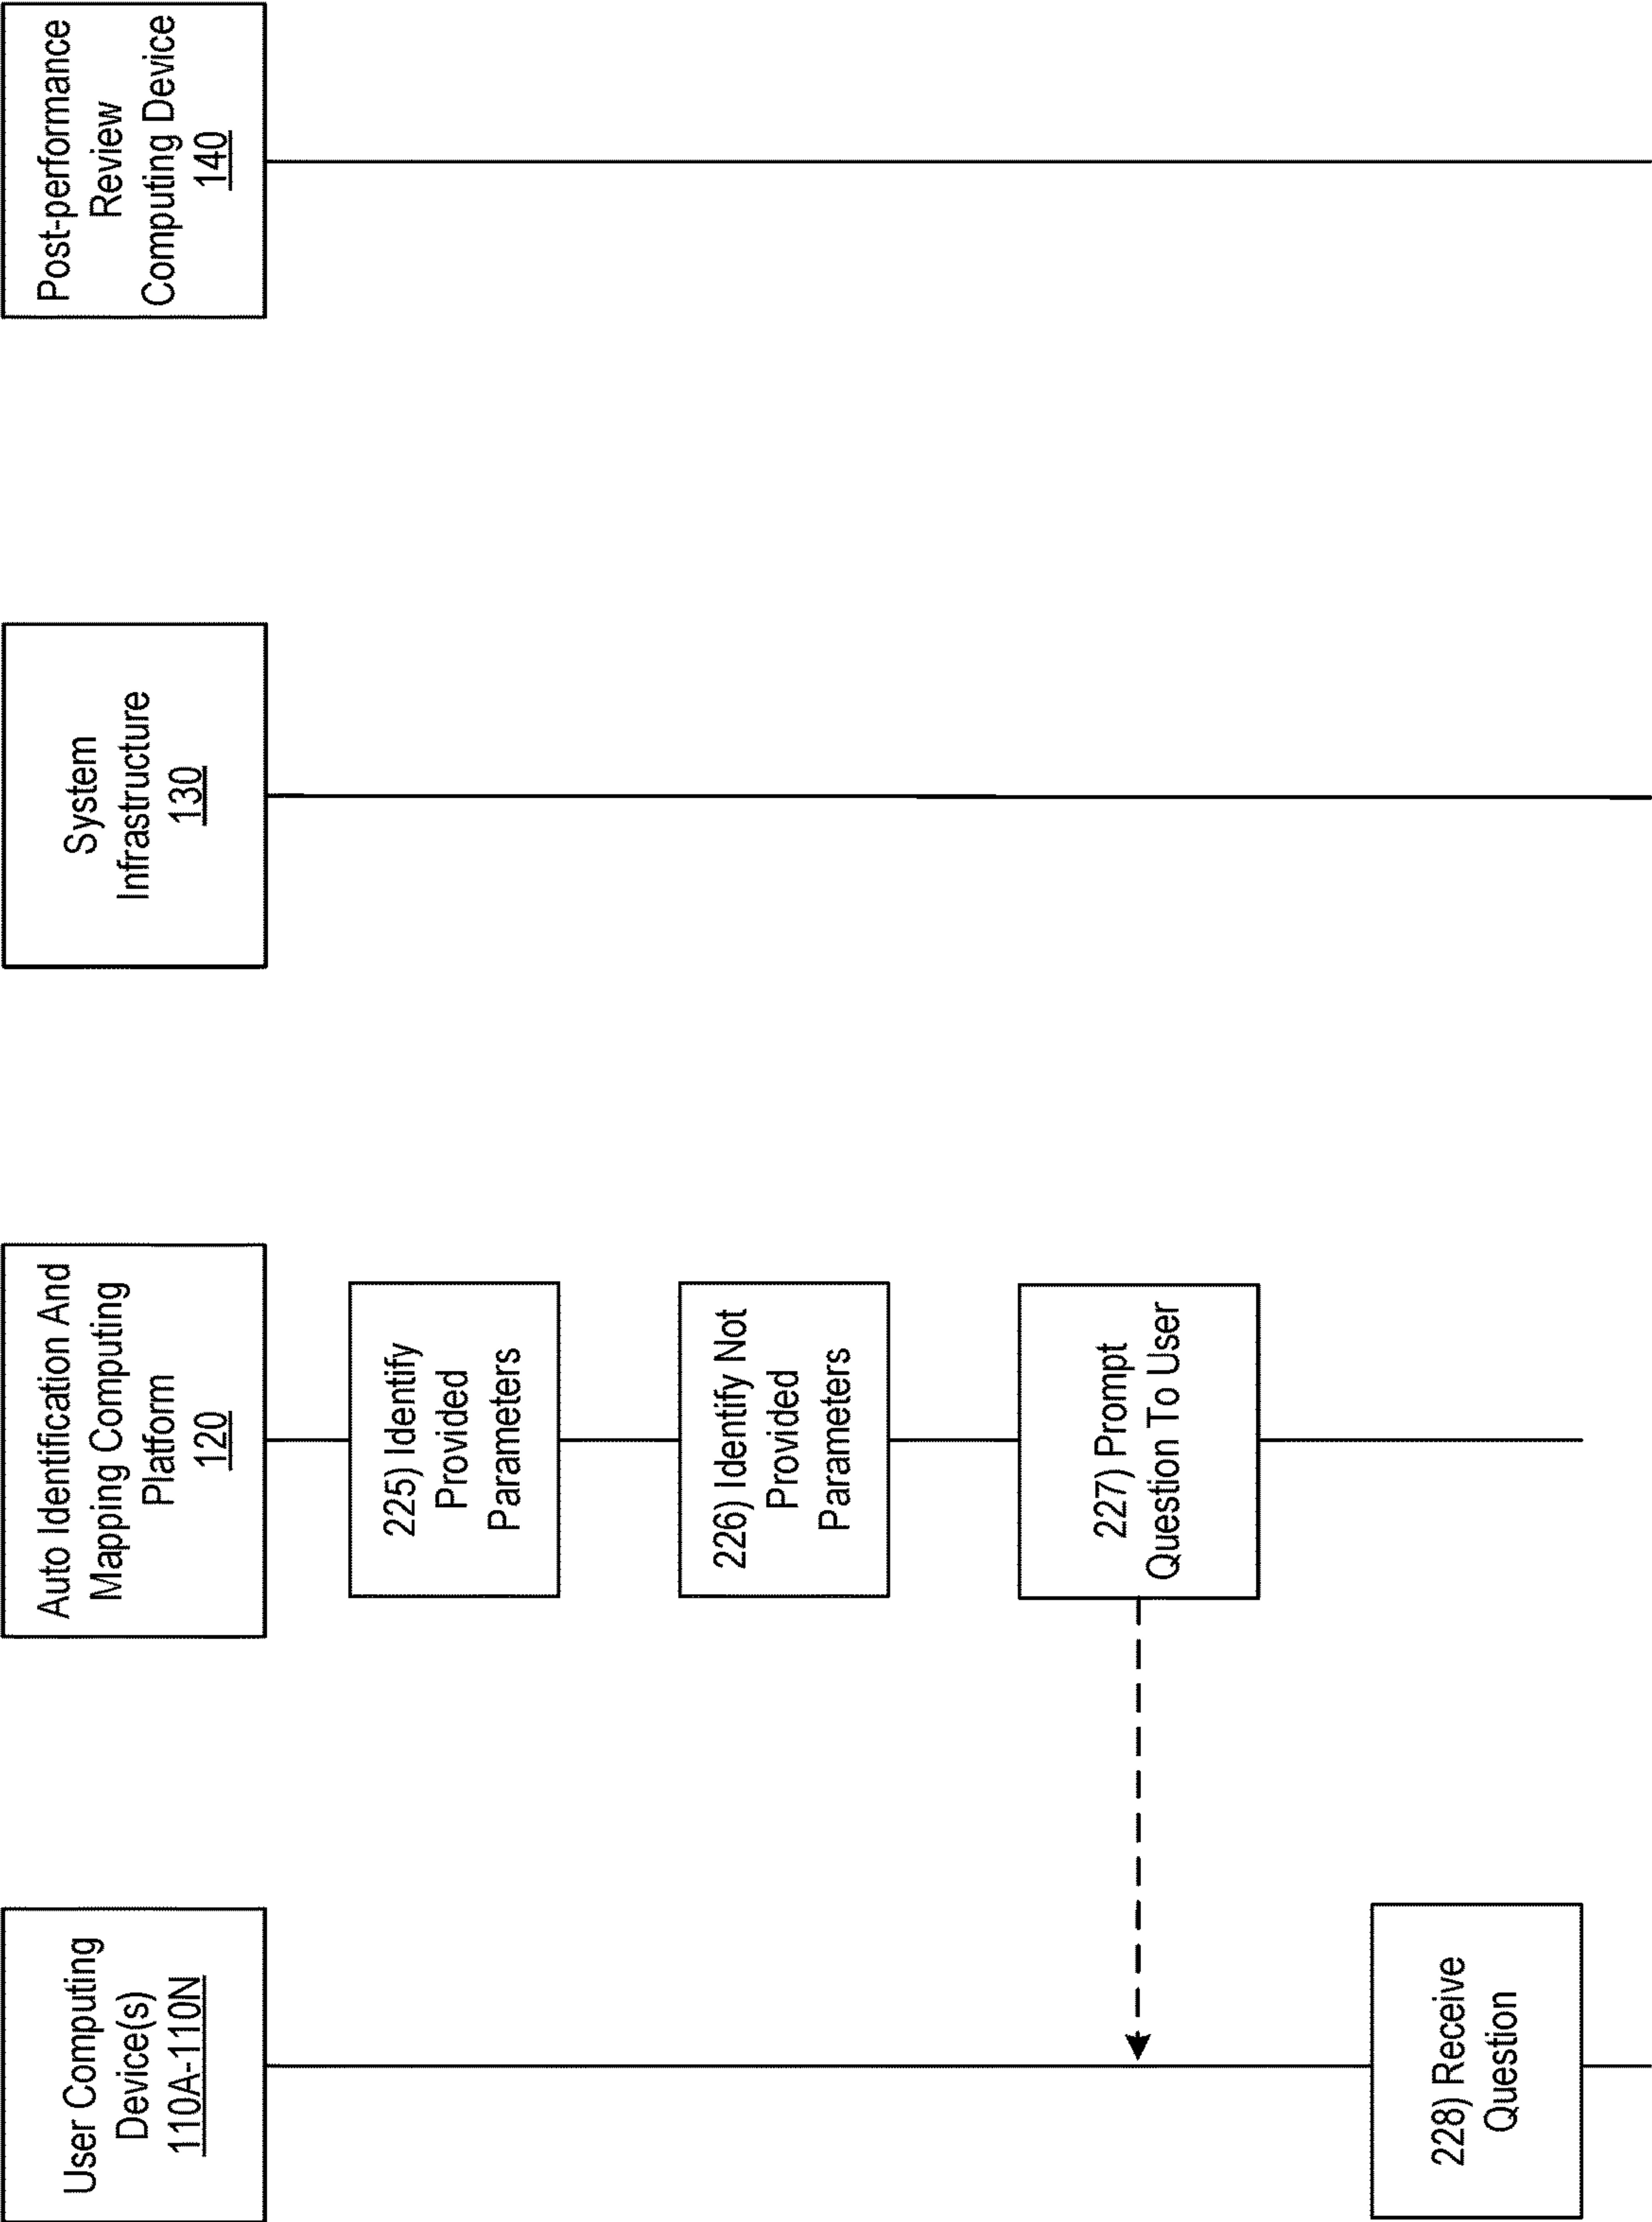 User Computing
Device(s)
110A-110N
Auto Identification And
Mapping Computing
Platform
120
System
Infrastructure
130
Post-performance
Review
Computing Device
140
225) Identify
Provided
Parameters
226) Identify Not
Provided
Parameters
227) Prompt
Question To User
228) Receive
Question